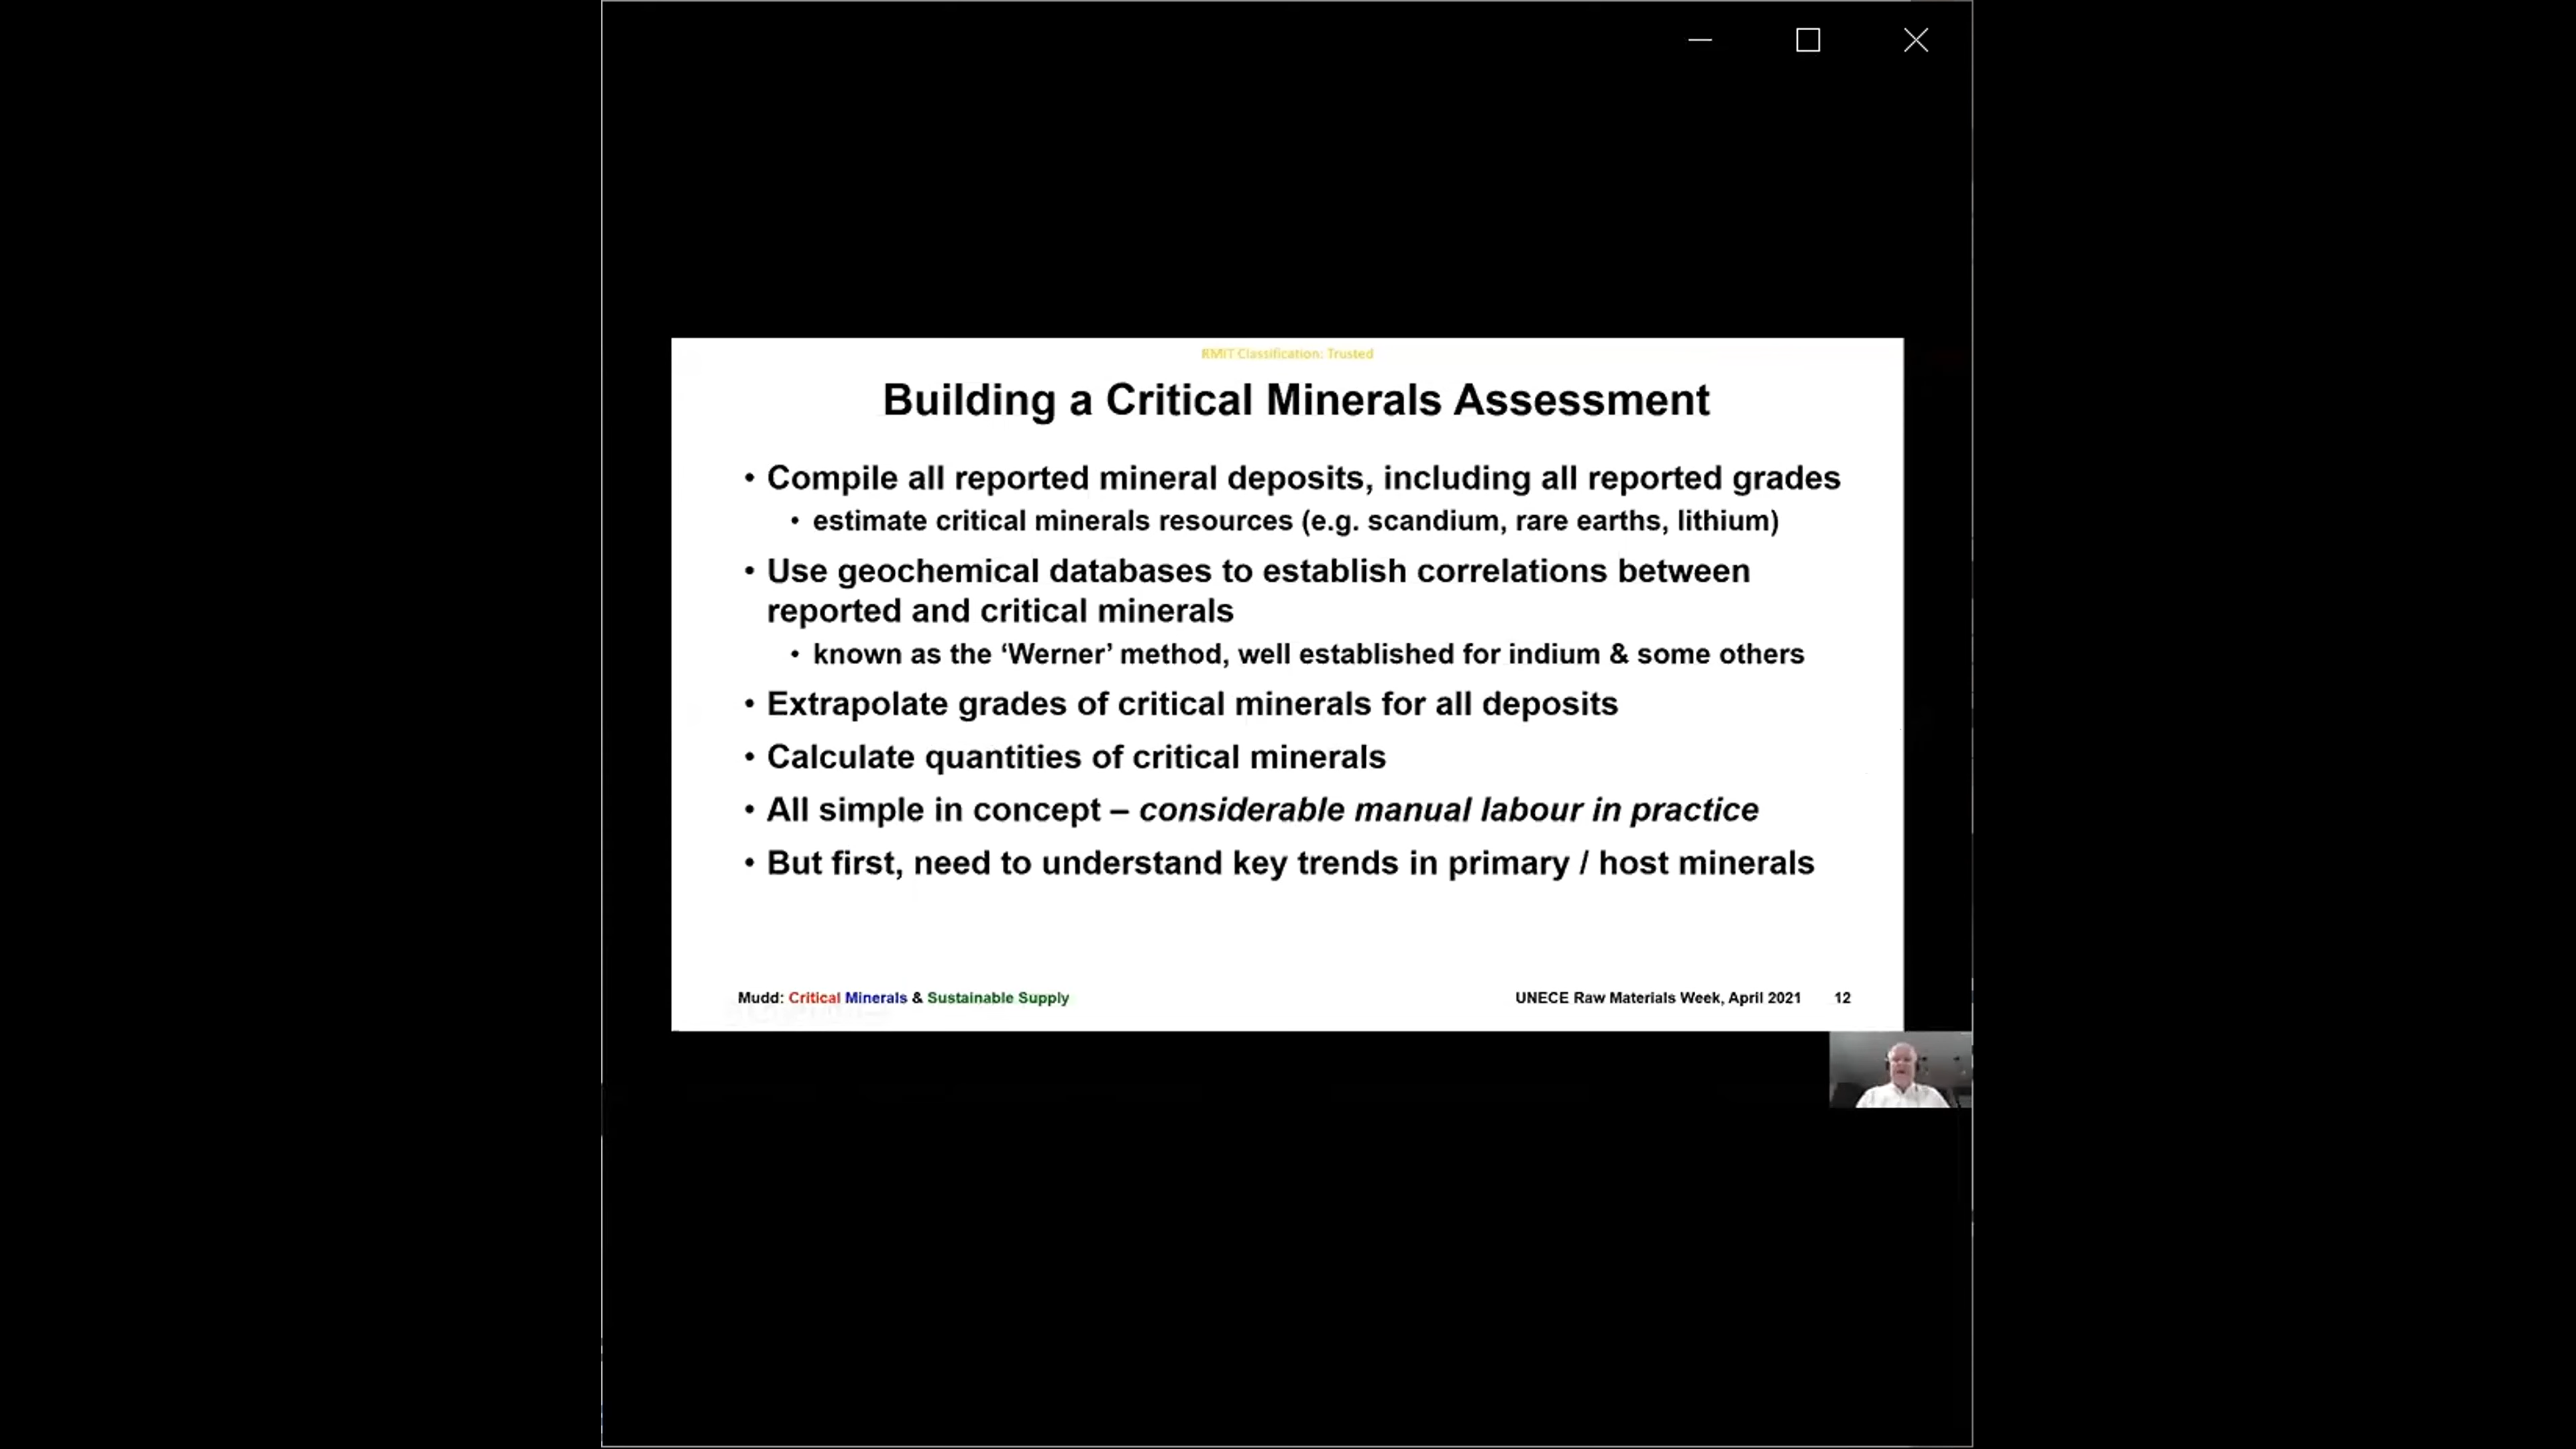 RMIT Classification: Trusted
Building a Critical Minerals Assessment
• Compile all reported mineral deposits, including all reported grades
• estimate critical minerals resources (e.g. scandium, rare earths, lithium)
• Use geochemical databases to establish correlations between
reported and critical minerals
• known as the ‘Werner’ method, well established for indium & some others
• Extrapolate grades of critical minerals for all deposits
• Calculate quantities of critical minerals
• All simple in concept – considerable manual labour in practice
• But first, need to understand key trends in primary / host minerals
Mudd: Critical Minerals & Sustainable Supply
UNECE Raw Materials Week, April 2021 12